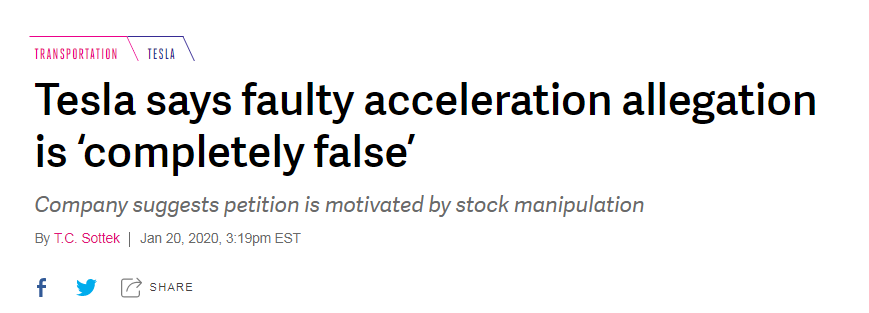 TRANSPORTATION TESLA
Tesla says faulty acceleration allegation
is ‘completely false’
Company suggests petition is motivated by stock manipulation
By T.C. Sottek | Jan 20, 2020, 3:19pm EST
SHARE